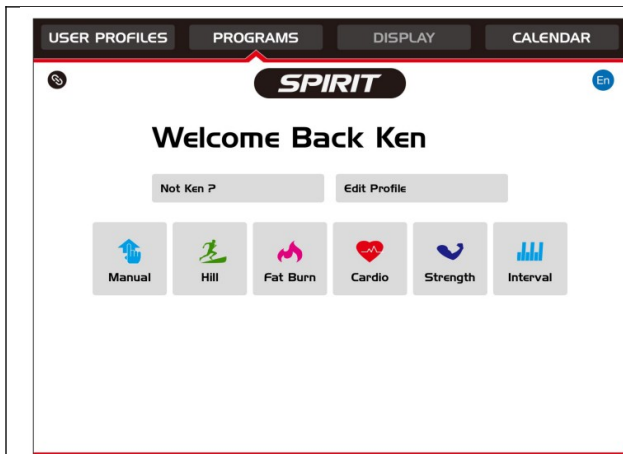 USER PROFILES PROGRAMS DISPLAY CALENDAR
SPIRIT En
Welcome Back Ken
Not Ken ? Edit Profile
Manual Hill Fat Burn Cardio Strength Interval